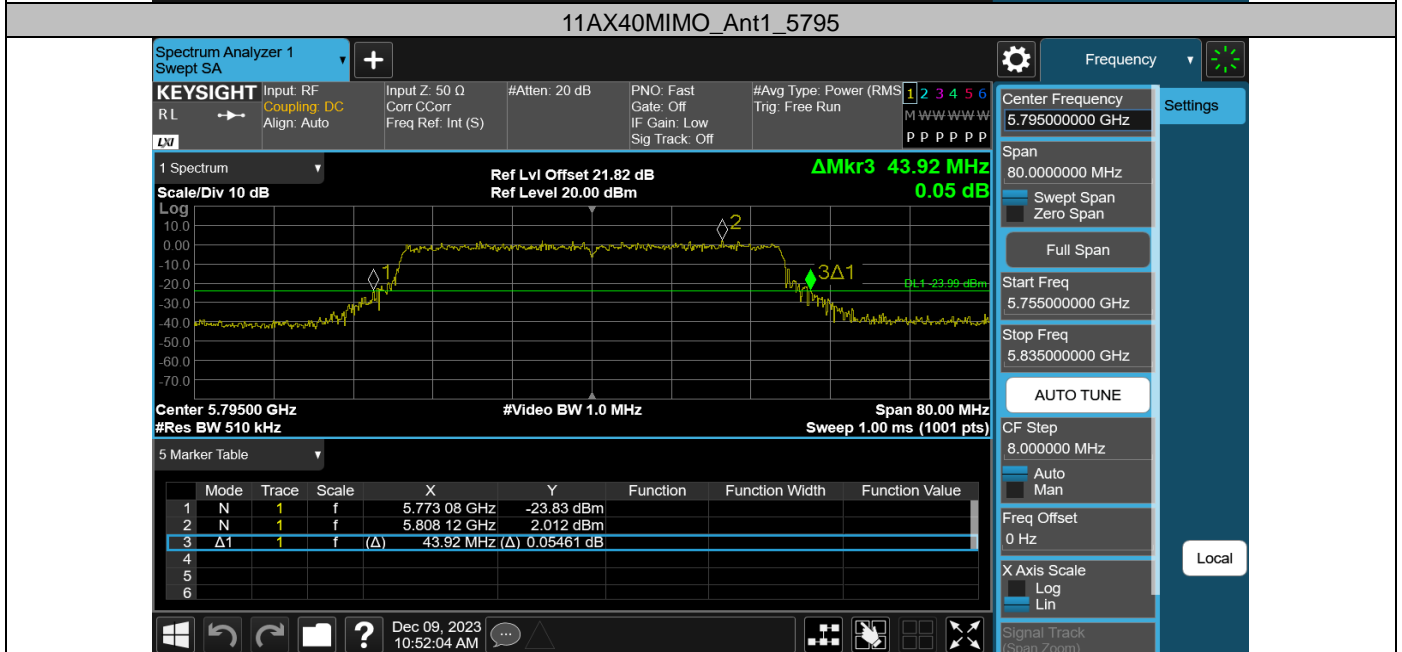 11AX40MIMO_Ant1_5795
Spectrum Analyzer 1
Swept SA
Frequency
KEYSIGHT
RL
LXI
Input: RF
Coupling: DC
Align: Auto
Input Z: 50 Ω
Corr CCorr
Freq Ref: Int (S)
#Atten: 20 dB
PNO: Fast
Gate: Off
IF Gain: Low
Sig Track: Off
#Avg Type: Power (RMS
Trig: Free Run
1 2 3 4 5 6
M W W W W W
P P P P P P
1 Spectrum
Scale/Div 10 dB
Log
Ref Lvl Offset 21.82 dB
Ref Level 20.00 dBm
ΔMkr3 43.92 MHz
0.05 dB
10.0
0.00
-10.0
-20.0
-30.0
-40.0
-50.0
-60.0
-70.0
1
2
3Δ1
DL1 -23.99 dBm
Center 5.79500 GHz
#Video BW 1.0 MHz
Span 80.00 MHz
#Res BW 510 kHz
Sweep 1.00 ms (1001 pts)
5 Marker Table
Mode Trace Scale X Y Function Function Width Function Value
1 N 1 f 5.773 08 GHz -23.83 dBm
2 N 1 f 5.808 12 GHz 2.012 dBm
3 Δ1 1 f (Δ) 43.92 MHz (Δ) 0.05461 dB
4
5
6
Dec 09, 2023
10:52:04 AM
Center Frequency
5.795000000 GHz
Settings
Span
80.0000000 MHz
Swept Span
Zero Span
Full Span
Start Freq
5.755000000 GHz
Stop Freq
5.835000000 GHz
AUTO TUNE
CF Step
8.000000 MHz
Auto
Man
Freq Offset
0 Hz
X Axis Scale
Log
Lin
Local
Signal Track
(Span Zoom)